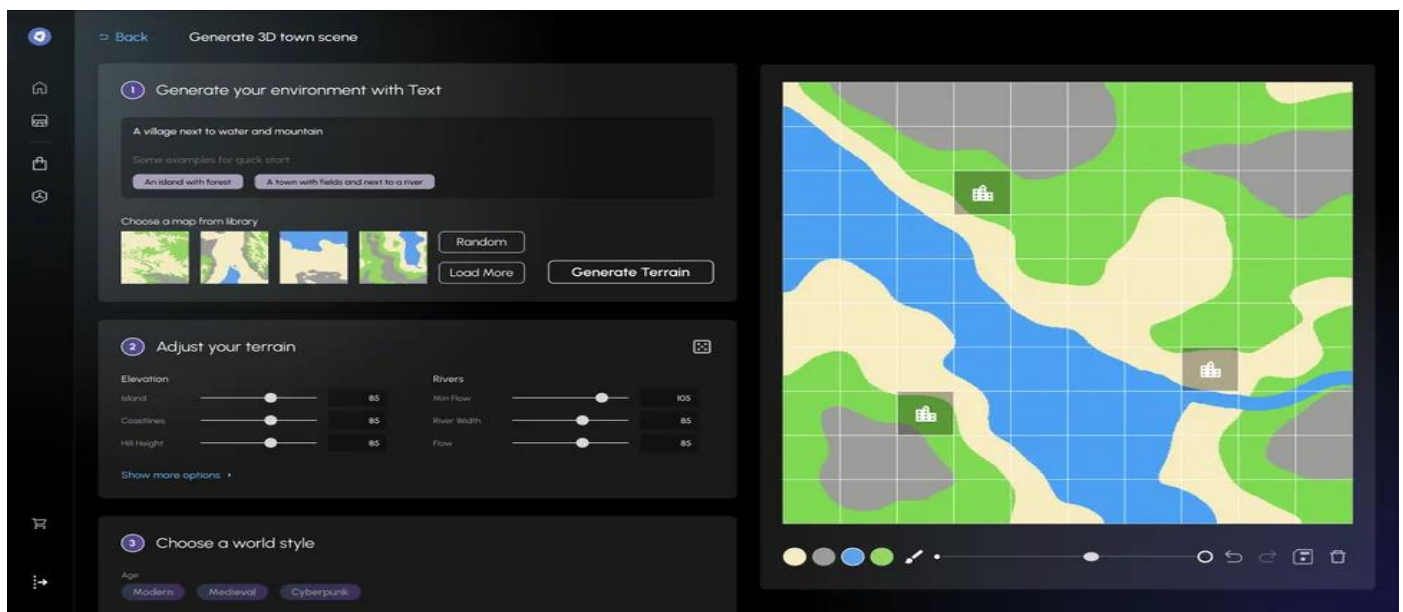 Back
Generate 3D town scene
1 Generate your environment with Text
A village next to water and mountain
Some examples for quick start
An island with forest
A town with fields and next to a river
Choose a map from library
Random
Load More
Generate Terrain
2 Adjust your terrain
Elevation
Island 85
Coastlines 85
Hill Height 85
Rivers
Min Flow 105
River Width 85
Flow 85
Show more options
3 Choose a world style
Age
Modern
Medieval
Cyberpunk